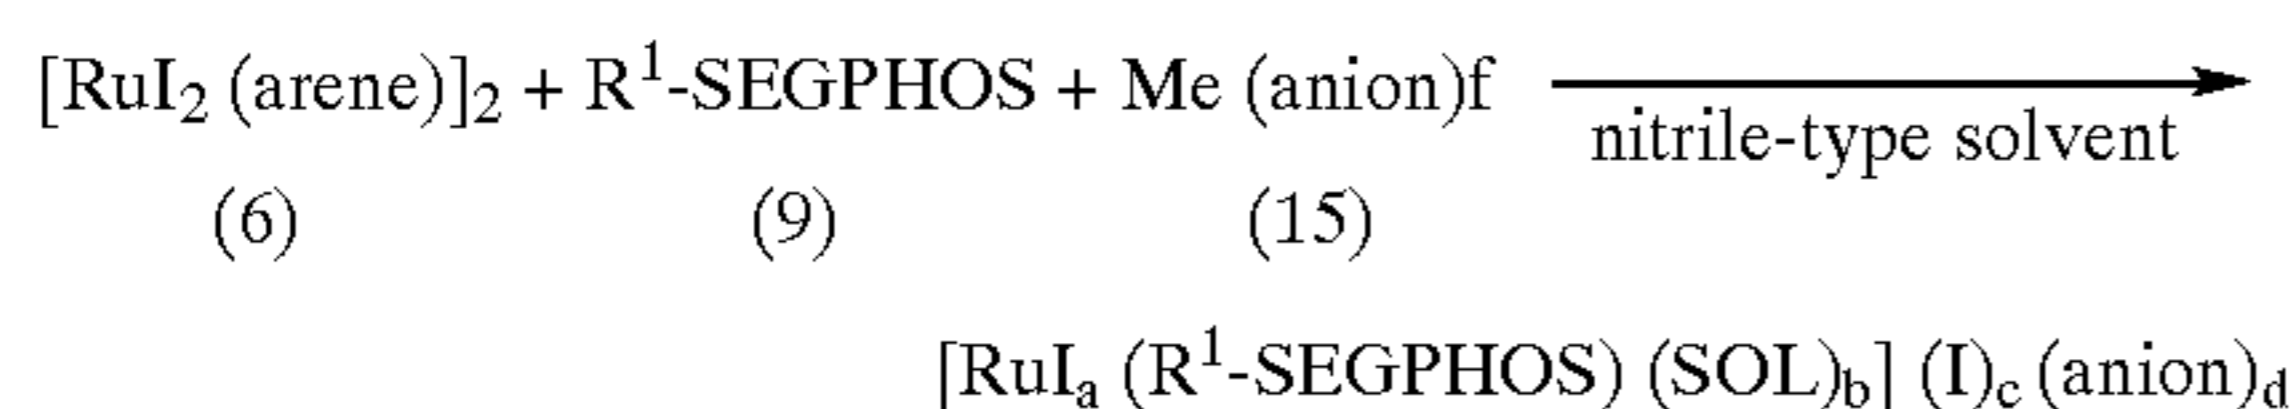 [RuI₂ (arene)]₂ + R¹-SEGPHOS + Me (anion)f
nitrile-type solvent
(6) (9) (15)
[RuIₐ (R¹-SEGPHOS) (SOL)b] (I)c (anion)d